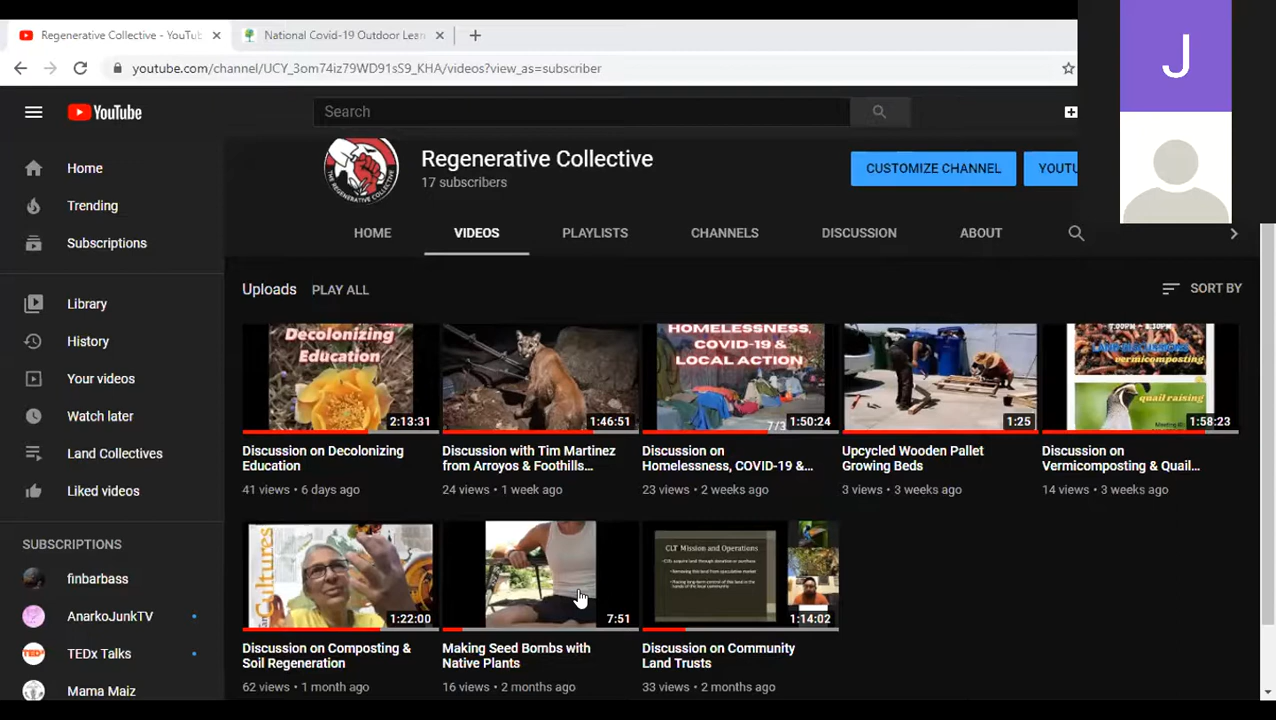 Regenerative Collective - YouTu
National Covid-19 Outdoor Lear
youtube.com/channel/UCY_3om74iz79WD91sS9_KHA/videos?view_as=subscriber
J
YouTube
Search
Home
Trending
Subscriptions
Library
History
Your videos
Watch later
Land Collectives
Liked videos
SUBSCRIPTIONS
finbarbass
AnarkoJunkTV
TEDx Talks
Mama Maiz
THE REGENERATIVE COLLECTIVE
Regenerative Collective
17 subscribers
CUSTOMIZE CHANNEL
YOUTU
HOME
VIDEOS
PLAYLISTS
CHANNELS
DISCUSSION
ABOUT
Uploads
PLAY ALL
SORT BY
Decolonizing
Education
2:13:31
Discussion on Decolonizing
Education
41 views • 6 days ago
1:46:51
Discussion with Tim Martinez
from Arroyos & Foothills...
24 views • 1 week ago
HOMELESSNESS,
COVID-19 &
LOCAL ACTION
7/3
1:50:24
Discussion on
Homelessness, COVID-19 &...
23 views • 2 weeks ago
1:25
Upcycled Wooden Pallet
Growing Beds
3 views • 3 weeks ago
vermicomposting
quail raising
1:58:23
Discussion on
Vermicomposting & Quail...
14 views • 3 weeks ago
Cultures
1:22:00
Discussion on Composting &
Soil Regeneration
62 views • 1 month ago
7:51
Making Seed Bombs with
Native Plants
16 views • 2 months ago
CLT Mission and Operations
1:14:02
Discussion on Community
Land Trusts
33 views • 2 months ago